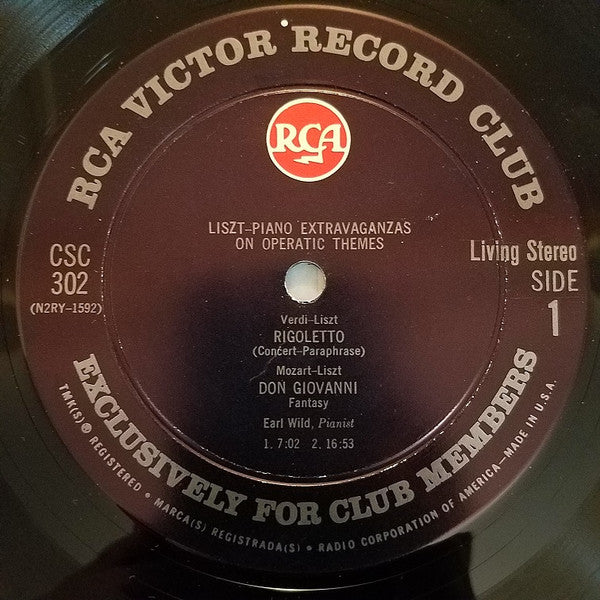 RCA VICTOR RECORD CLUB
RCA
LISZT–PIANO EXTRAVAGANZAS
ON OPERATIC THEMES
CSC
302
(N2RY–1592)
Living Stereo
SIDE
1
Verdi–Liszt
RIGOLETTO
(Concert–Paraphrase)
Mozart–Liszt
DON GIOVANNI
Fantasy
Earl Wild, Pianist
1. 7:02 2. 16:53
EXCLUSIVELY FOR CLUB MEMBERS
TMK(S) ® REGISTERED • MARCA(S) REGISTRADA(S) • RADIO CORPORATION OF AMERICA—MADE IN U.S.A.